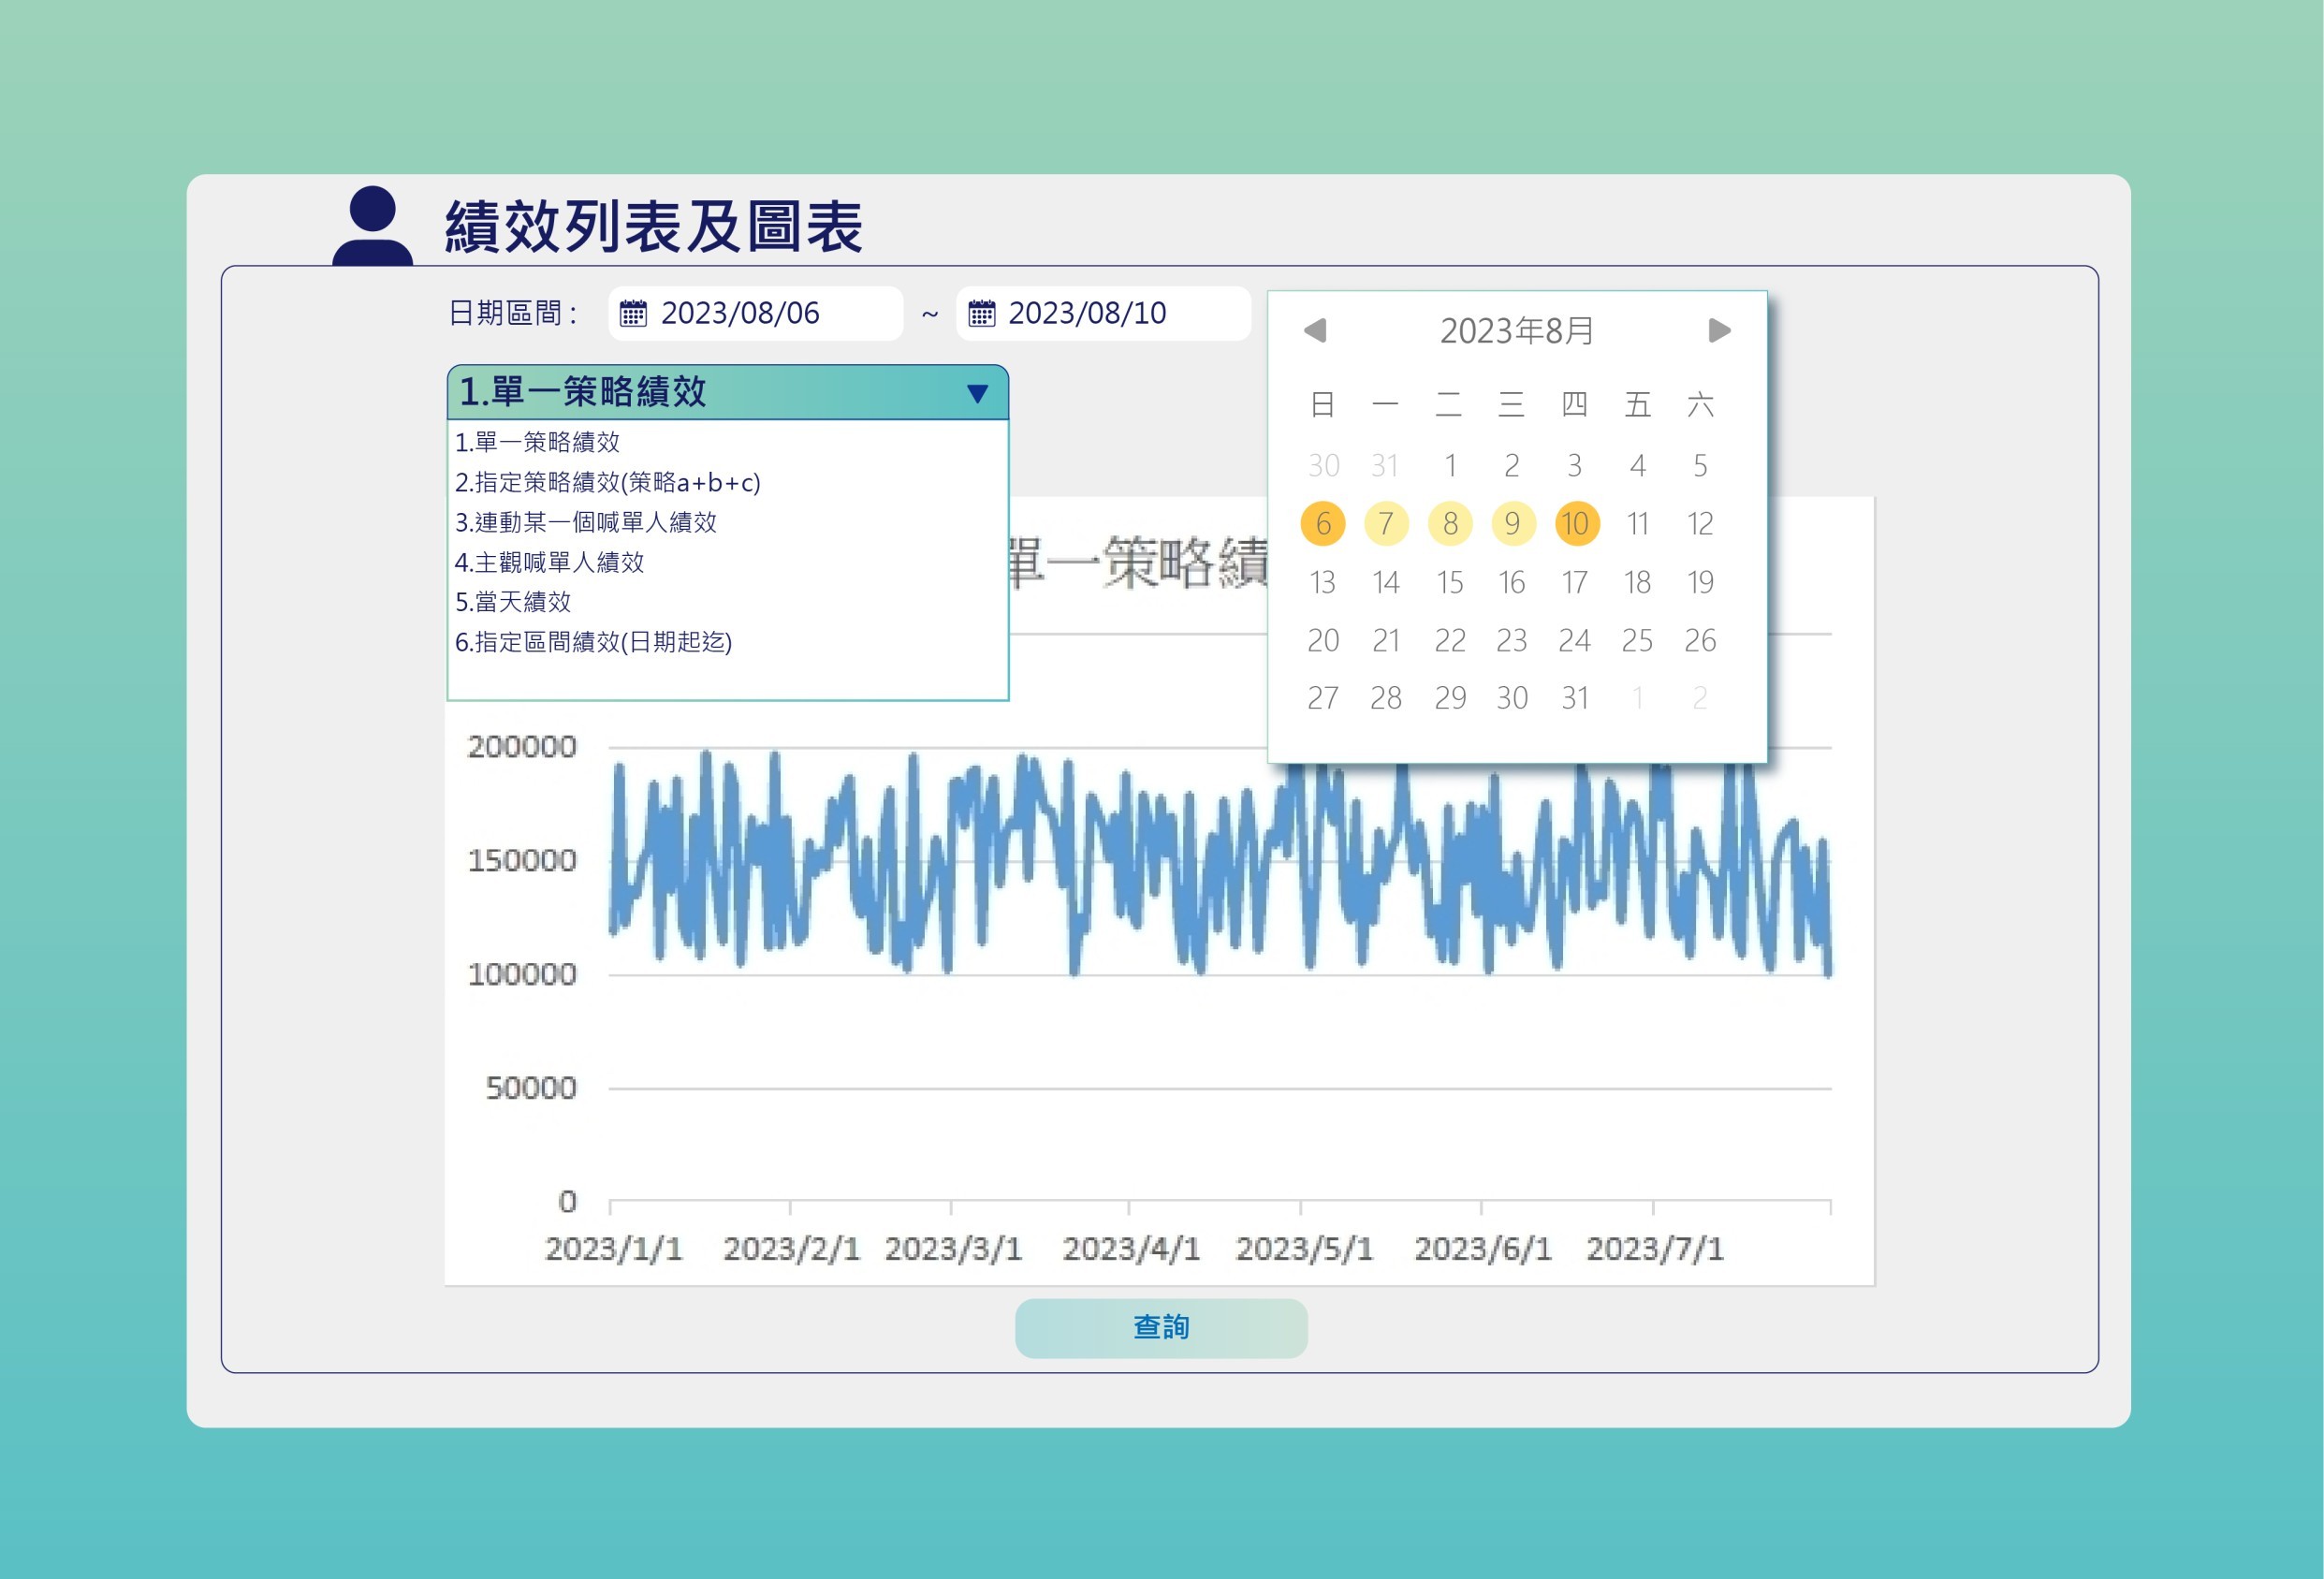 績效列表及圖表
日期區間: 2023/08/06 ~ 2023/08/10
1.單一策略績效
1.單一策略績效
2.指定策略績效(策略a+b+c)
3.連動某一個喊單人績效
4.主觀喊單人績效
5.當天績效
6.指定區間績效(日期起迄)
2023年8月
日 一 二 三 四 五 六
30 31 1 2 3 4 5
6 7 8 9 10 11 12
13 14 15 16 17 18 19
20 21 22 23 24 25 26
27 28 29 30 31 1 2
單一策略績
200000
150000
100000
50000
0
2023/1/1 2023/2/1 2023/3/1 2023/4/1 2023/5/1 2023/6/1 2023/7/1
查詢